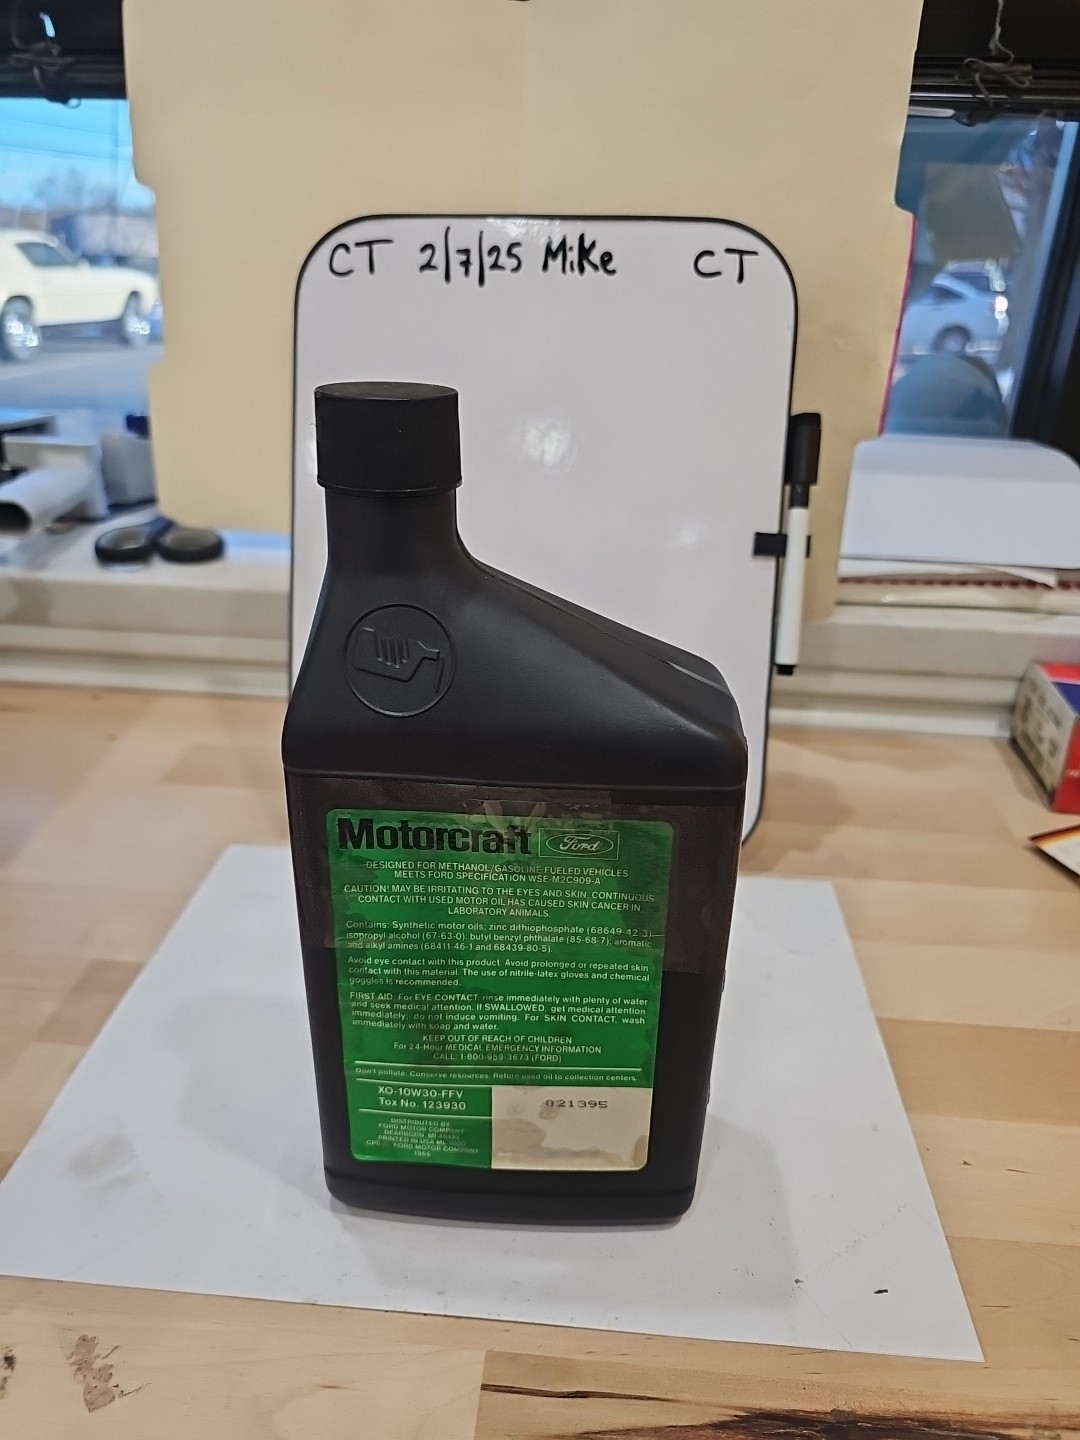 CT 2/7/25 Mike CT
Motorcraft Ford
DESIGNED FOR METHANOL/GASOLINE FUELED VEHICLES
MEETS FORD SPECIFICATION WSE-M2C909-A
CAUTION! MAY BE IRRITATING TO THE EYES AND SKIN. CONTINUOUS
CONTACT WITH USED MOTOR OIL HAS CAUSED SKIN CANCER IN
LABORATORY ANIMALS.
Contains: Synthetic motor oils; zinc dithiophosphate (68649-42-3);
isopropyl alcohol (67-63-0); butyl benzyl phthalate (85-68-7); aromatic
and alkyl amines (68411-46-1 and 68439-80-5).
Avoid eye contact with this product. Avoid prolonged or repeated skin
contact with this material. The use of nitrile-latex gloves and chemical
goggles is recommended.
FIRST AID: For EYE CONTACT, rinse immediately with plenty of water
and seek medical attention. If SWALLOWED, get medical attention
immediately; do not induce vomiting. For SKIN CONTACT, wash
immediately with soap and water.
KEEP OUT OF REACH OF CHILDREN
For 24-Hour MEDICAL EMERGENCY INFORMATION
CALL: 1-800-959-3673 (FORD)
Don't pollute. Conserve resources. Return used oil to collection centers.
XO-10W30-FFV
Tox No. 123930
021395
DISTRIBUTED BY
FORD MOTOR COMPANY
DEARBORN, MI
PRINTED IN USA
FORD MOTOR COMPANY